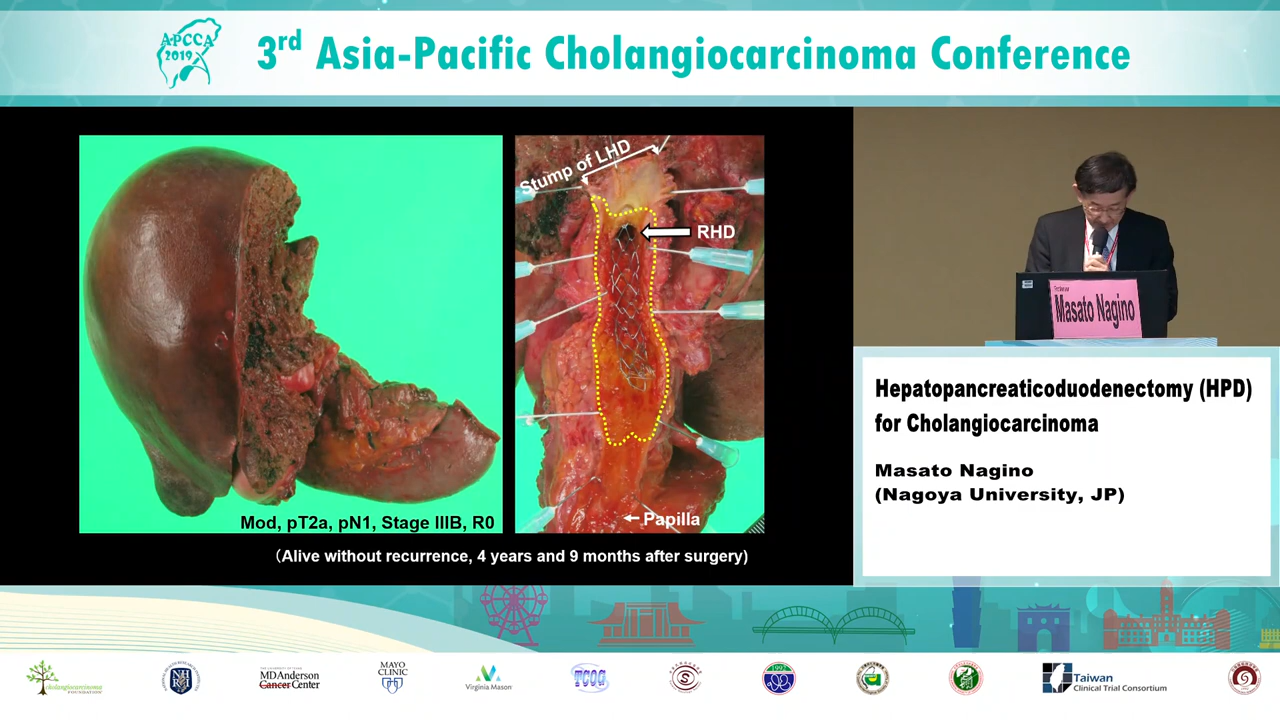 APCCA
2019
3rd Asia-Pacific Cholangiocarcinoma Conference
Stump of LHD
RHD
Papilla
Mod, pT2a, pN1, Stage IIIB, R0
(Alive without recurrence, 4 years and 9 months after surgery)
Masato Nagino
Hepatopancreaticoduodenectomy (HPD)
for Cholangiocarcinoma
Masato Nagino
(Nagoya University, JP)
cholangiocarcinoma
FOUNDATION
NHRI
MDAnderson
Cancer Center
MAYO
CLINIC
Virginia Mason
TCOG
Taiwan
Clinical Trial Consortium